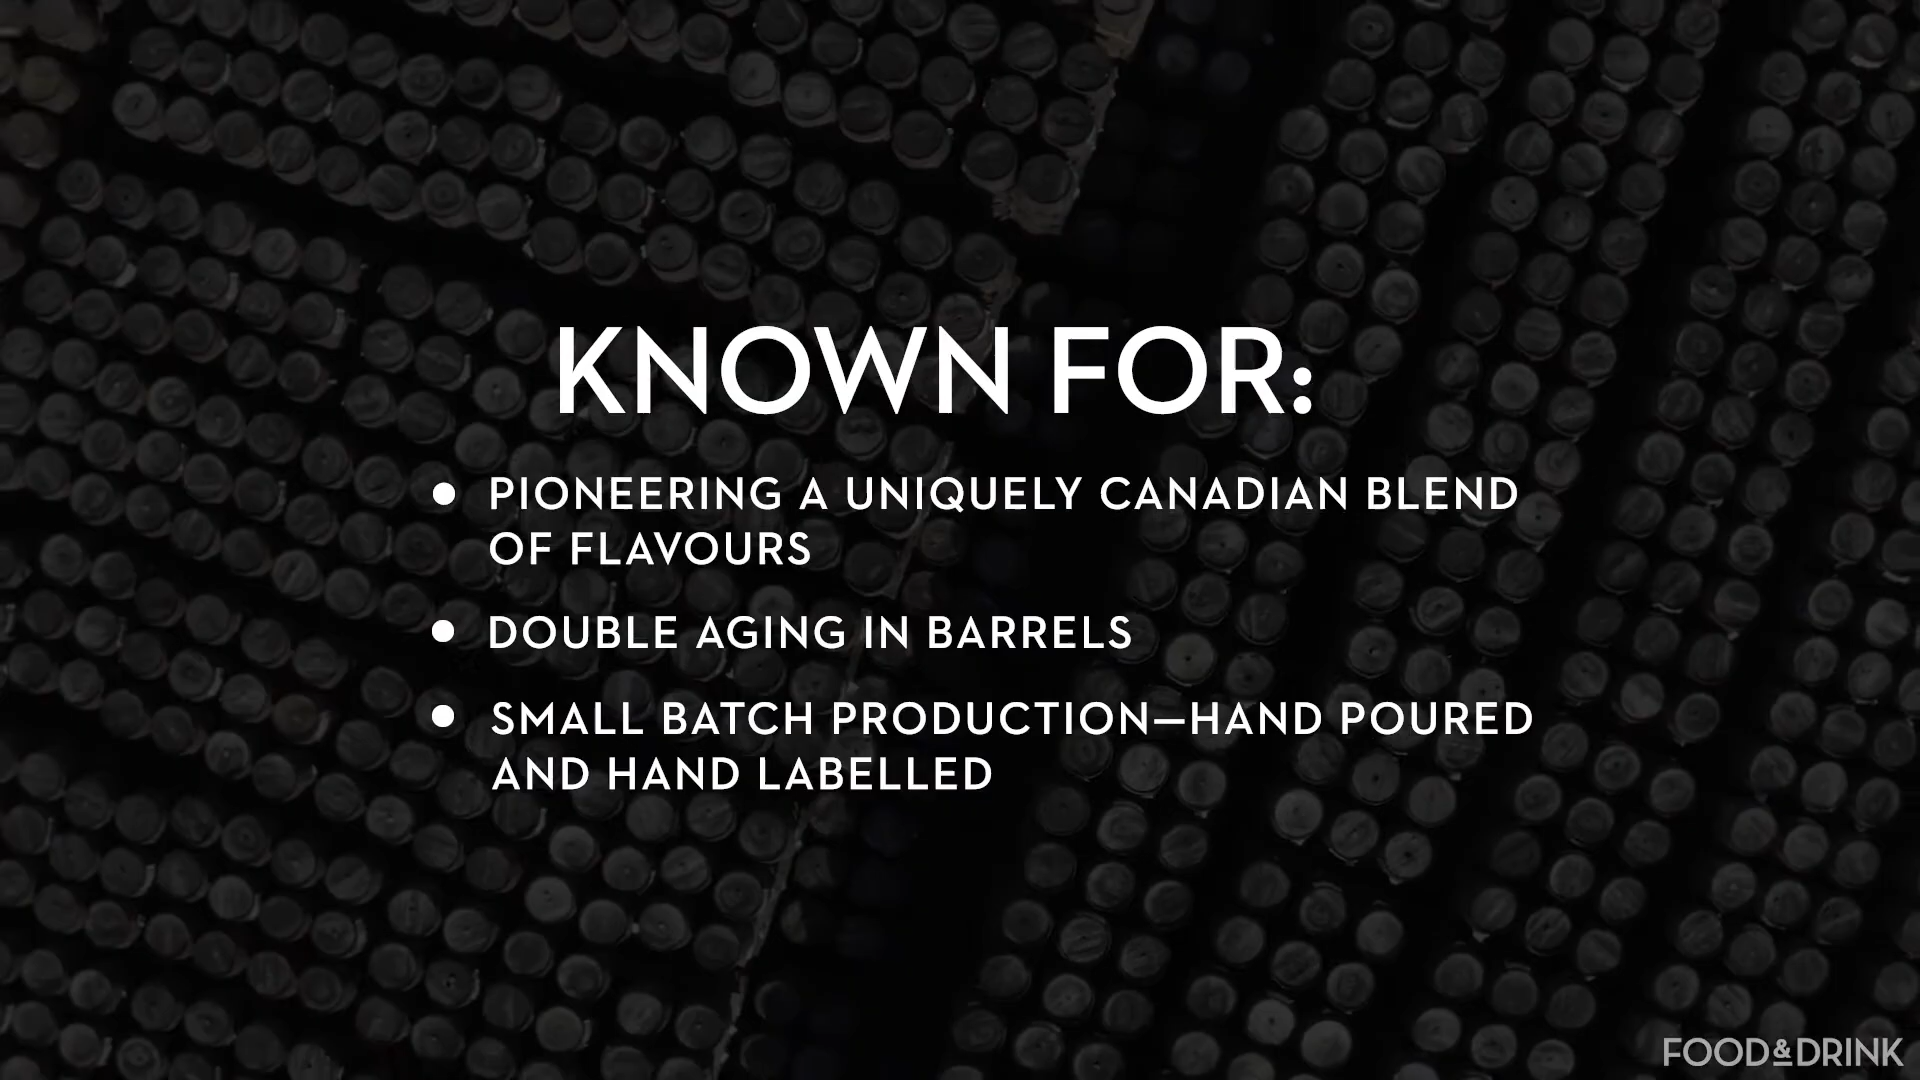 KNOWN FOR:
• PIONEERING A UNIQUELY CANADIAN BLEND
OF FLAVOURS
• DOUBLE AGING IN BARRELS
• SMALL BATCH PRODUCTION—HAND POURED
AND HAND LABELLED
FOOD&DRINK